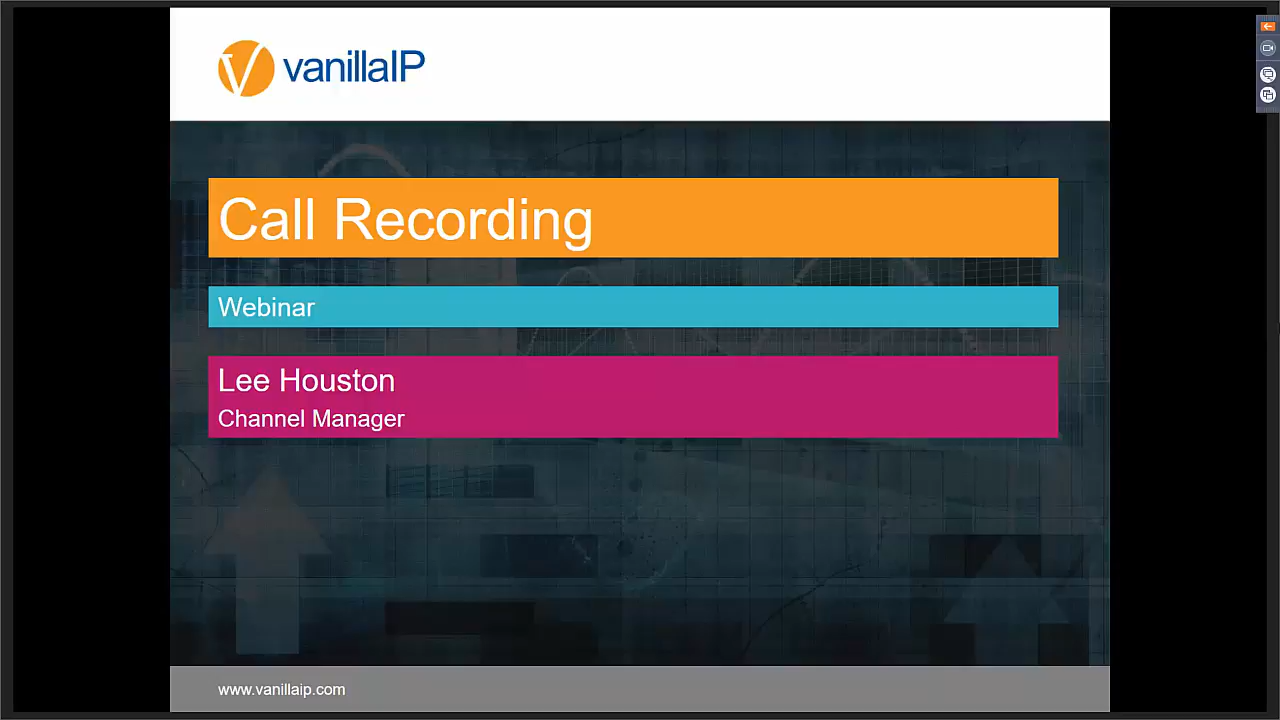 vanillaIP
Call Recording
Webinar
Lee Houston
Channel Manager
www.vanillaip.com